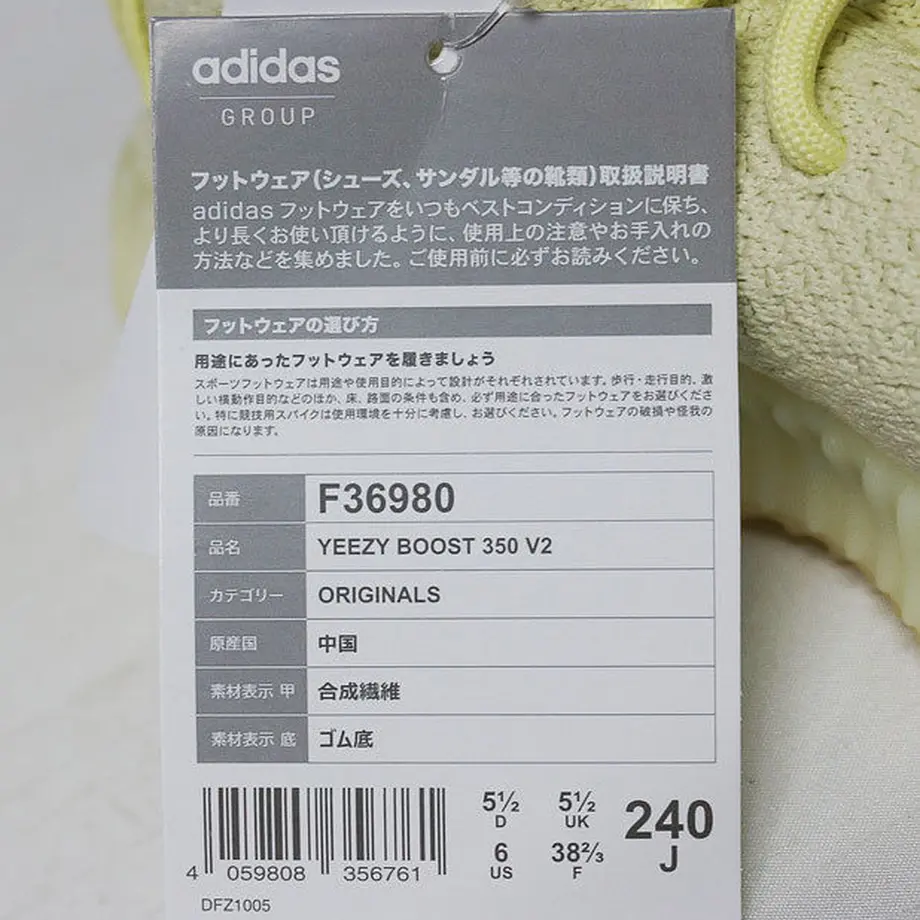 adidas
GROUP
フットウェア(シューズ、サンダル等の靴類)取扱説明書
adidas フットウェアをいつもベストコンディションに保ち、
より長くお使い頂けるように、使用上の注意やお手入れの
方法などを集めました。ご使用前に必ずお読みください。
フットウェアの選び方
用途にあったフットウェアを履きましょう
スポーツフットウェアは用途や使用目的によって設計がそれぞれされています。歩行・走行目的、激
しい横動作目的などのほか、床、路面の条件も含め、必ず用途に合ったフットウェアをお選びくださ
い。特に競技用スパイクは使用環境を十分に考慮し、お選びください。フットウェアの破損や怪我の
原因になります。
品番 F36980
品名 YEEZY BOOST 350 V2
カテゴリー ORIGINALS
原産国 中国
素材表示 甲 合成繊維
素材表示 底 ゴム底
5½ 5½ 240
D UK J
6 38⅔
US F
4 059808 356761
DFZ1005